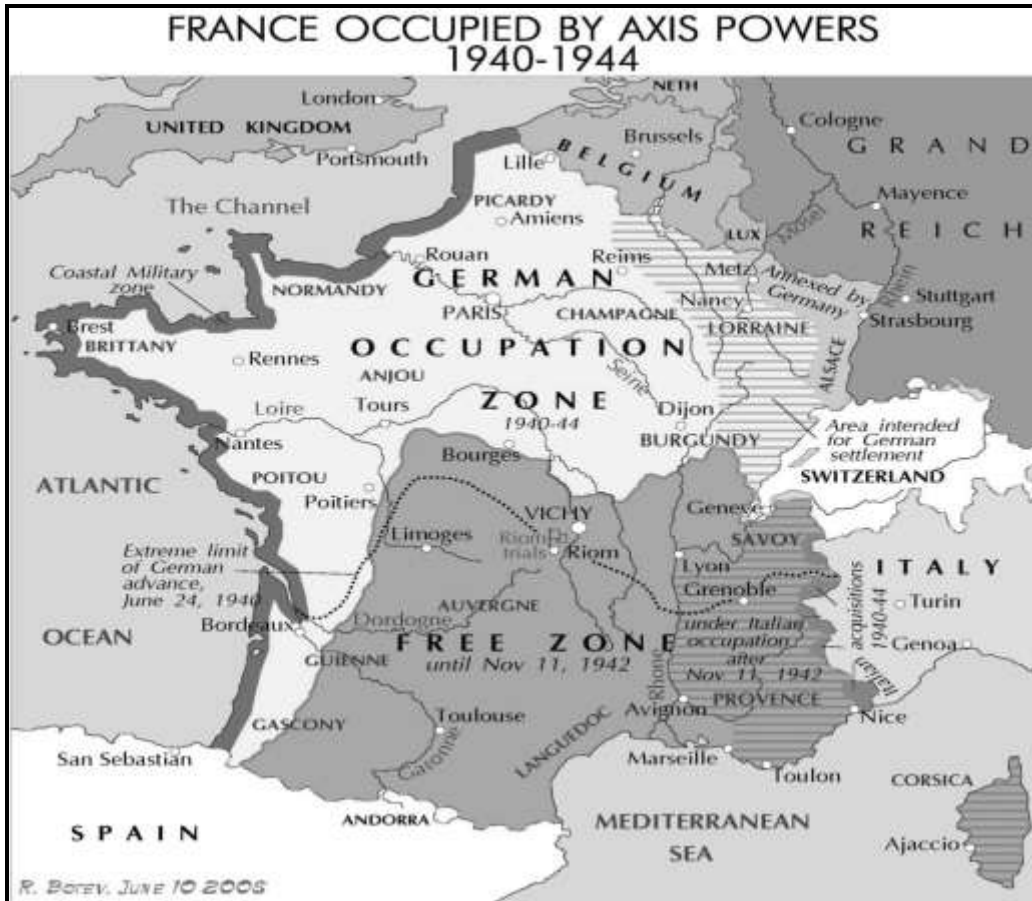 FRANCE OCCUPIED BY AXIS POWERS
1940-1944
NETH
London
UNITED KINGDOM
Portsmouth
Brussels
Cologne
GRAND
REICH
Lille
BELGIUM
Mayence
PICARDY
Amiens
The Channel
LUX
Mosel
Rhein
Rouan
Reims
Metz
Annexed by
Germany
Stuttgart
Coastal Military
zone
NORMANDY
GERMAN
OCCUPATION
ZONE
1940-44
PARIS
CHAMPAGNE
Nancy
LORRAINE
Strasbourg
Brest
BRITTANY
Rennes
ANJOU
Seine
ALSACE
Loire
Tours
Dijon
BURGUNDY
Area intended
for German
settlement
Nantes
Bourges
SWITZERLAND
ATLANTIC
OCEAN
POITOU
Poitiers
VICHY
Geneve
Limoges
Riom
trials
Riom
SAVOY
Lyon
ITALY
Extreme limit
of German
advance,
June 24, 1940
Grenoble
Turin
AUVERGNE
Dordogne
Bordeaux
FREE ZONE
until Nov 11, 1942
under Italian
occupation
after
Nov 11, 1942
Italian
acquisitions
1940-44
Genoa
GUIENNE
Rhone
PROVENCE
Avignon
Nice
GASCONY
Toulouse
Garonne
LANGUEDOC
San Sebastian
Marseille
Toulon
CORSICA
ANDORRA
MEDITERRANEAN
SEA
SPAIN
Ajaccio
R. BOTEV. JUNE 10 2008